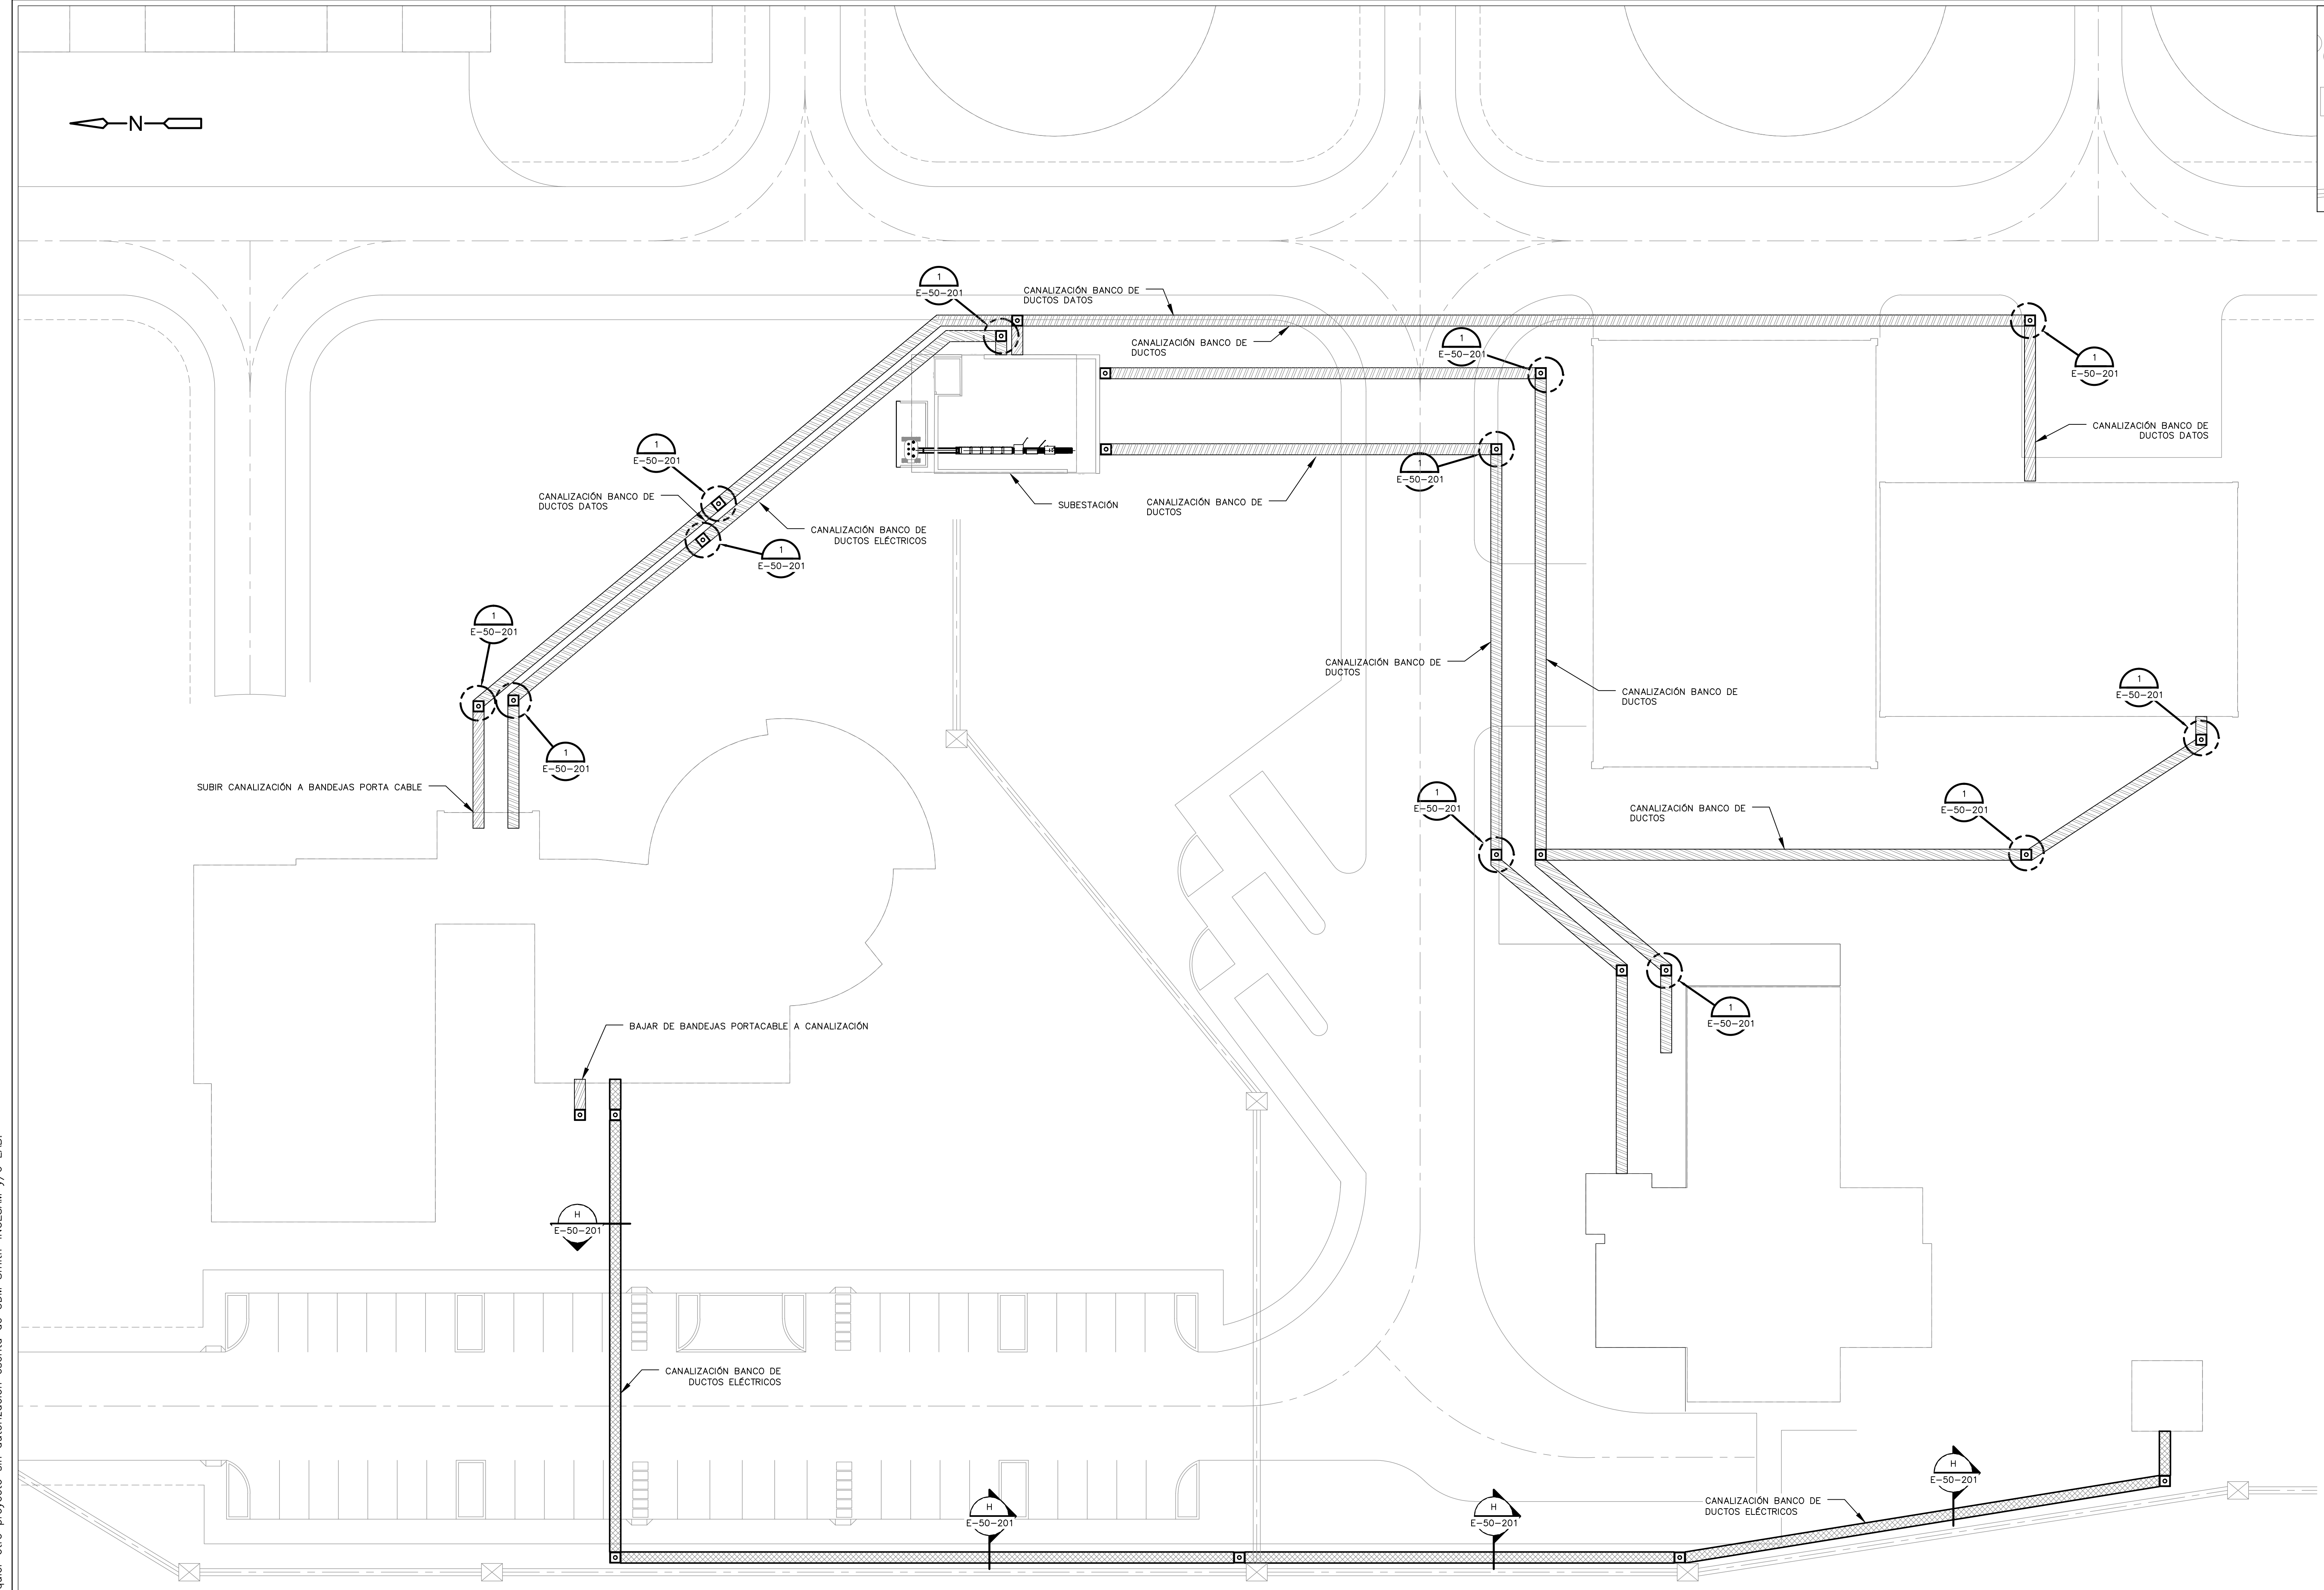 N
1
E-50-201
CANALIZACIÓN BANCO DE
DUCTOS DATOS
CANALIZACIÓN BANCO DE
DUCTOS
1
E-50-201
1
E-50-201
CANALIZACIÓN BANCO DE
DUCTOS DATOS
1
E-50-201
1
E-50-201
CANALIZACIÓN BANCO DE
DUCTOS DATOS
SUBESTACIÓN
CANALIZACIÓN BANCO DE
DUCTOS
CANALIZACIÓN BANCO DE
DUCTOS ELÉCTRICOS
1
E-50-201
1
E-50-201
CANALIZACIÓN BANCO DE
DUCTOS
CANALIZACIÓN BANCO DE
DUCTOS
1
E-50-201
1
E-50-201
SUBIR CANALIZACIÓN A BANDEJAS PORTA CABLE
1
E-50-201
CANALIZACIÓN BANCO DE
DUCTOS
1
E-50-201
1
E-50-201
BAJAR DE BANDEJAS PORTACABLE A CANALIZACIÓN
H
E-50-201
CANALIZACIÓN BANCO DE
DUCTOS ELÉCTRICOS
H
E-50-201
H
E-50-201
H
E-50-201
CANALIZACIÓN BANCO DE
DUCTOS ELÉCTRICOS